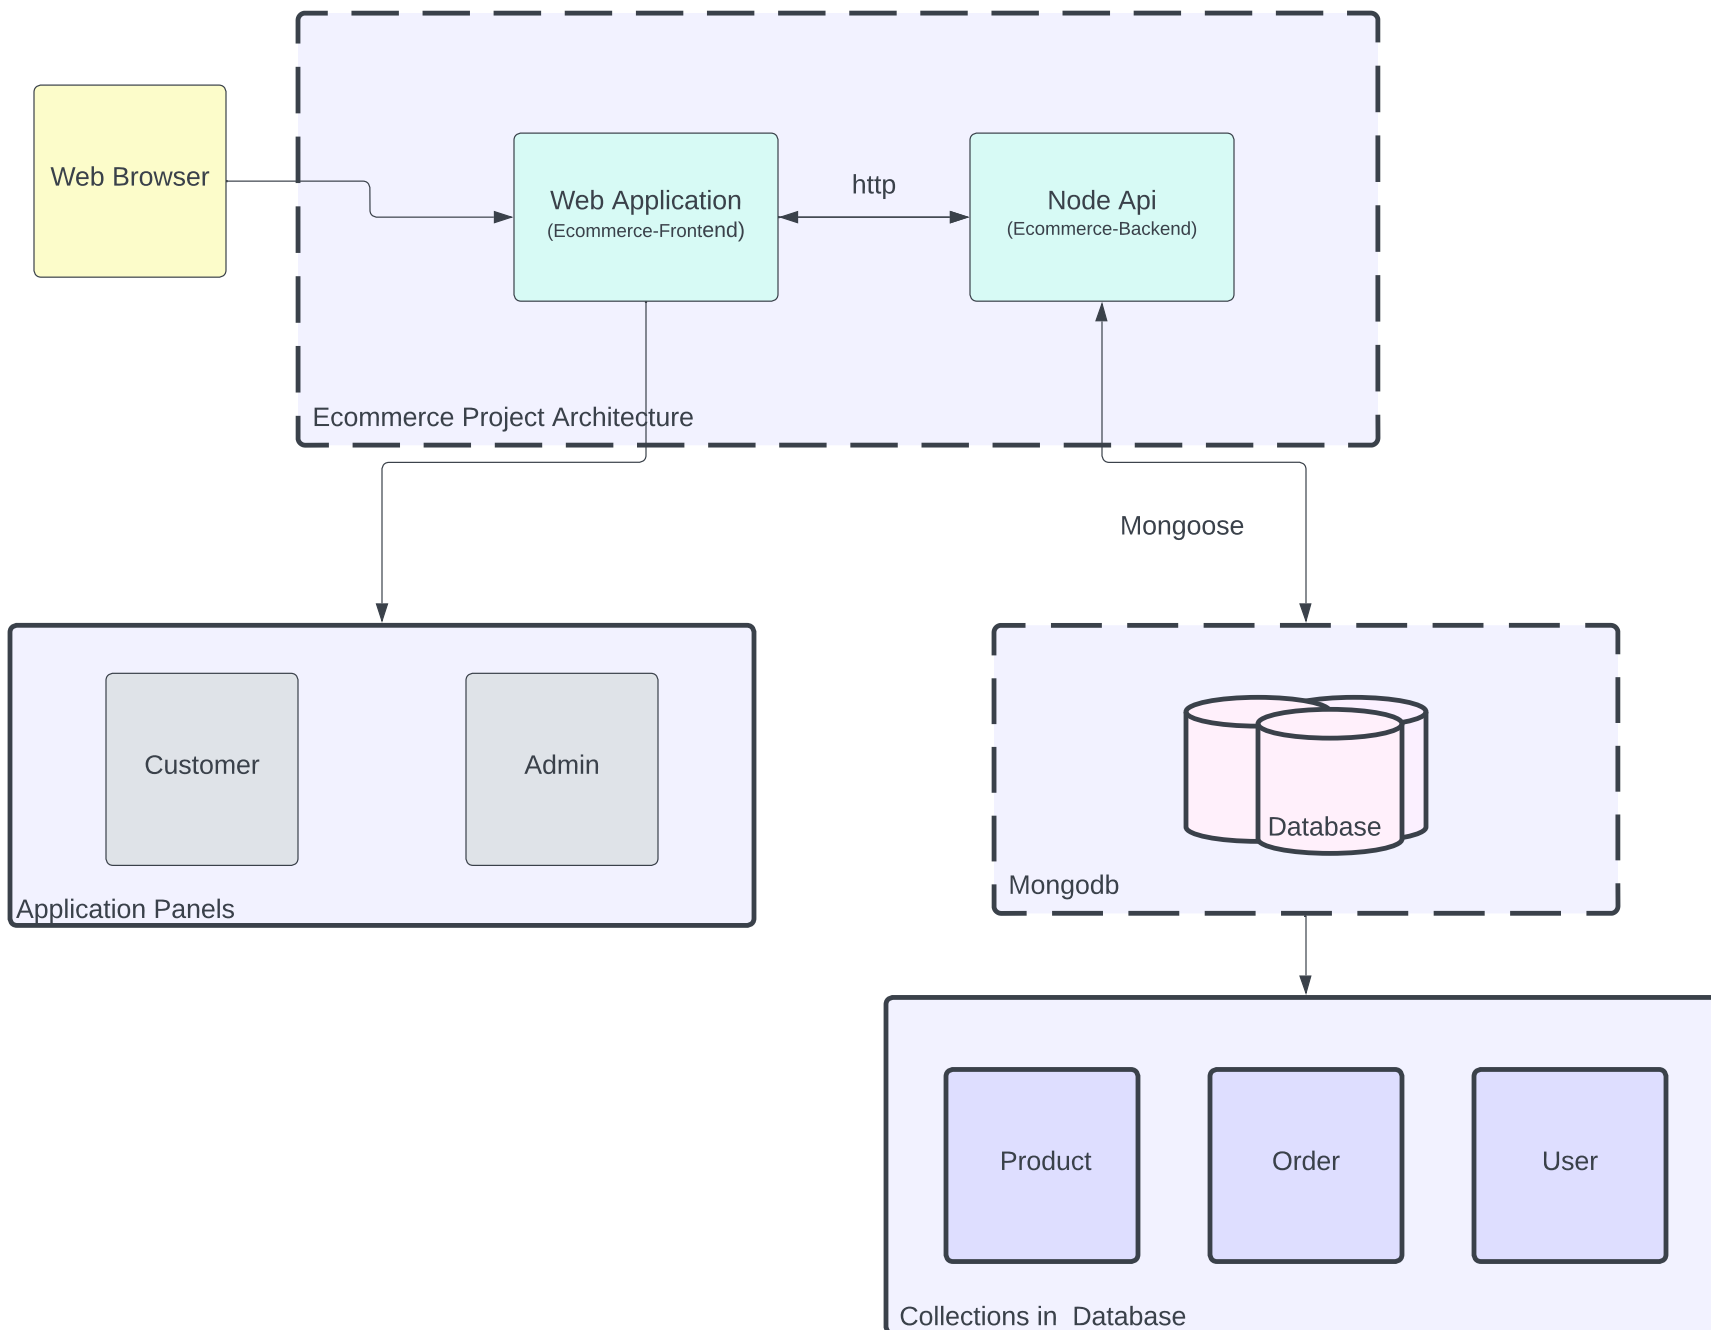 Web Browser
Web Application
(Ecommerce-Frontend)
http
Node Api
(Ecommerce-Backend)
Ecommerce Project Architecture
Mongoose
Customer
Admin
Application Panels
Database
Mongodb
Product
Order
User
Collections in  Database